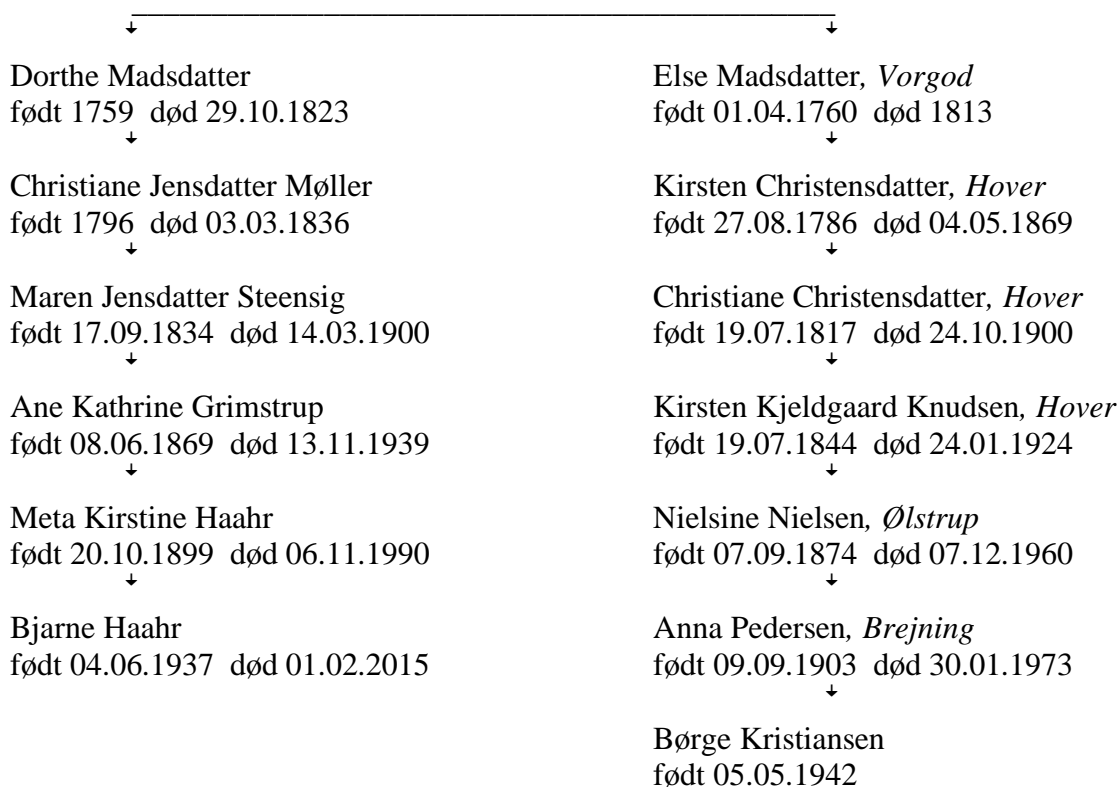 Dorthe Madsdatter
født 1759 død 29.10.1823
Christiane Jensdatter Møller
født 1796 død 03.03.1836
Maren Jensdatter Steensig
født 17.09.1834 død 14.03.1900
Ane Kathrine Grimstrup
født 08.06.1869 død 13.11.1939
Meta Kirstine Haahr
født 20.10.1899 død 06.11.1990
Bjarne Haahr
født 04.06.1937 død 01.02.2015
Else Madsdatter, Vorgod
født 01.04.1760 død 1813
Kirsten Christensdatter, Hover
født 27.08.1786 død 04.05.1869
Christiane Christensdatter, Hover
født 19.07.1817 død 24.10.1900
Kirsten Kjeldgaard Knudsen, Hover
født 19.07.1844 død 24.01.1924
Nielsine Nielsen, Ølstrup
født 07.09.1874 død 07.12.1960
Anna Pedersen, Brejning
født 09.09.1903 død 30.01.1973
Børge Kristiansen
født 05.05.1942